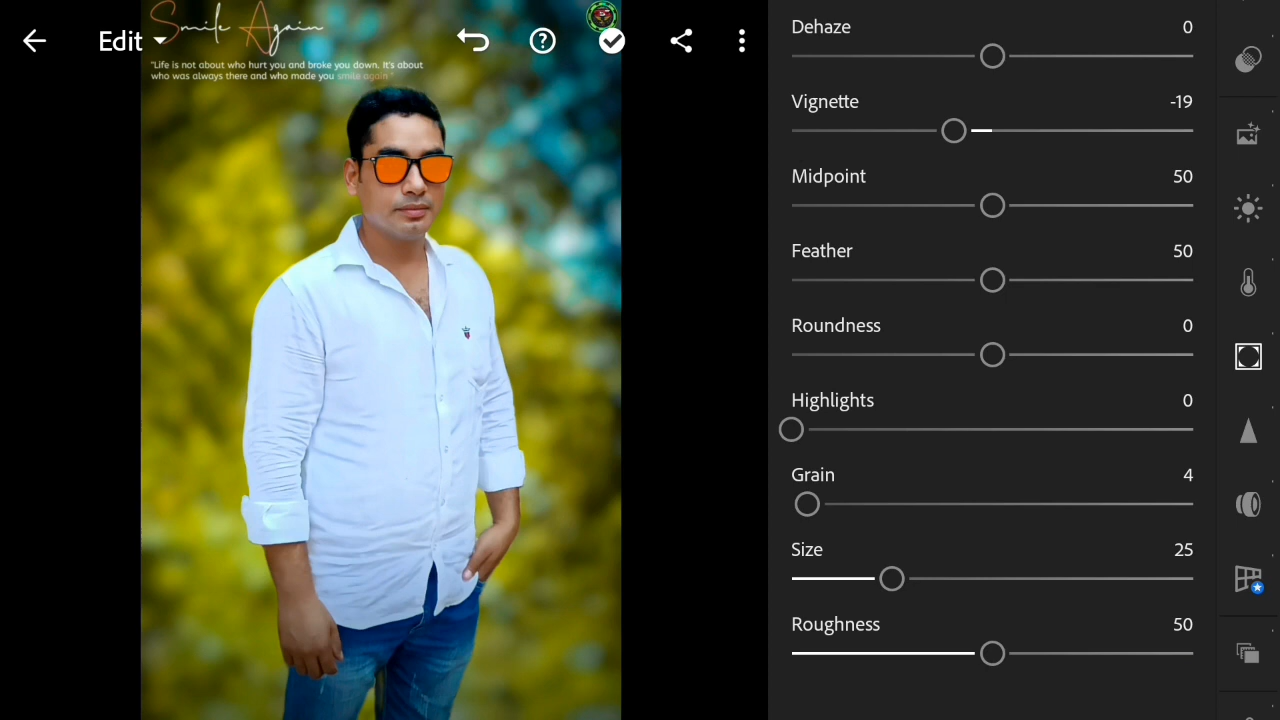 Edit
Smile Again
"Life is not about who hurt you and broke you down. It's about
who was always there and who made you smile again."
Dehaze 0
Vignette -19
Midpoint 50
Feather 50
Roundness 0
Highlights 0
Grain 4
Size 25
Roughness 50